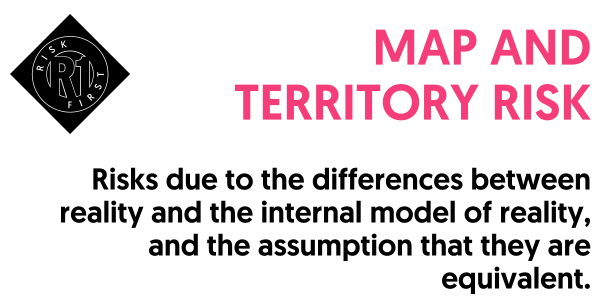 RISK
R1
FIRST
MAP AND
TERRITORY RISK
Risks due to the differences between
reality and the internal model of reality,
and the assumption that they are
equivalent.